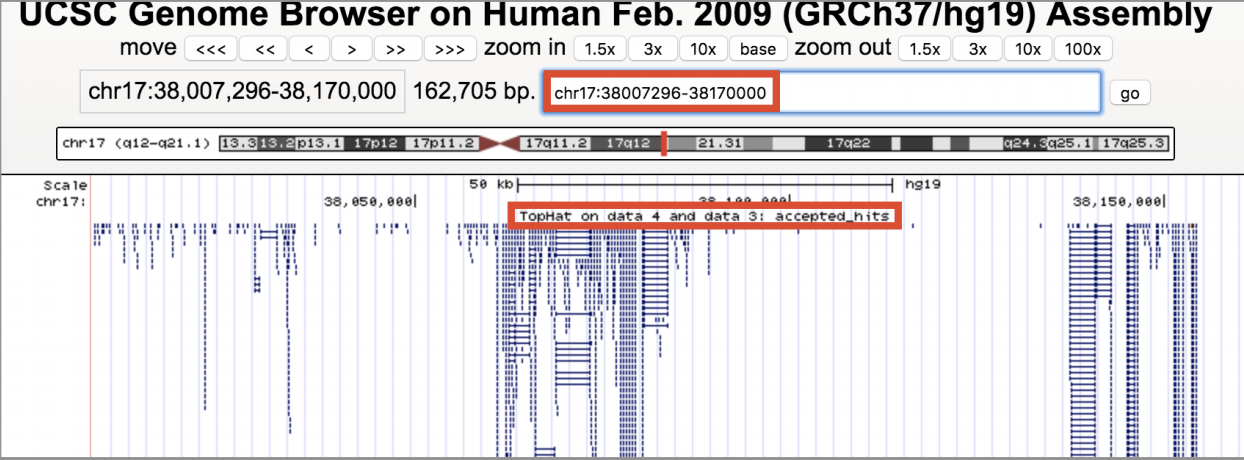 UCSC Genome Browser on Human Feb. 2009 (GRCh37/hg19) Assembly
move <<< << < > >> >>> zoom in 1.5x 3x 10x base zoom out 1.5x 3x 10x 100x
chr17:38,007,296-38,170,000 162,705 bp. chr17:38007296-38170000 go
chr17 (q12-q21.1) 13.3 13.2 p13.1 17p12 17p11.2 17q11.2 17q12 21.31 17q22 q24.3 q25.1 17q25.3
Scale 50 kb hg19
chr17: 38,050,000| 38,100,000| 38,150,000|
TopHat on data 4 and data 3: accepted_hits